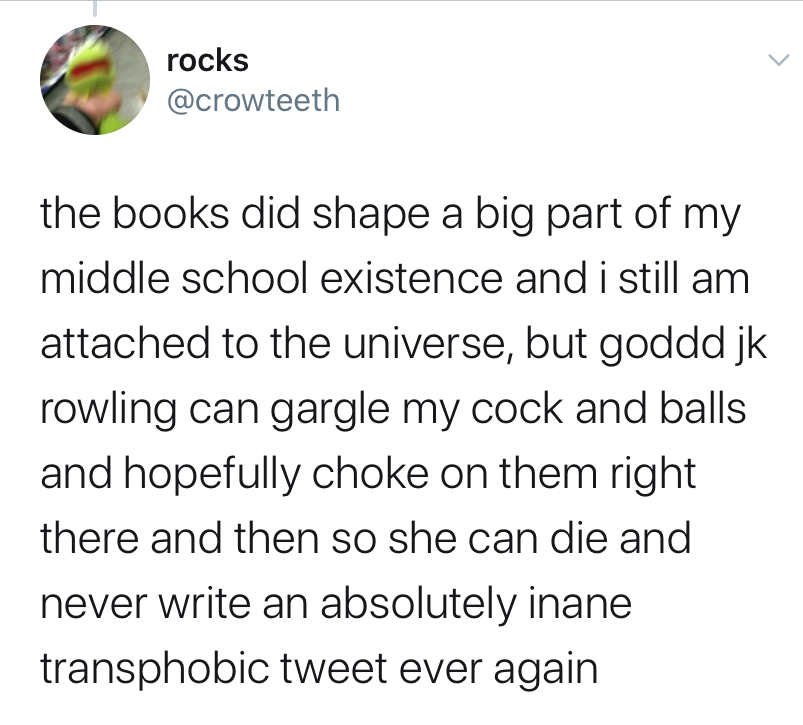 rocks
@crowteeth
the books did shape a big part of my
middle school existence and i still am
attached to the universe, but goddd jk
rowling can gargle my cock and balls
and hopefully choke on them right
there and then so she can die and
never write an absolutely inane
transphobic tweet ever again